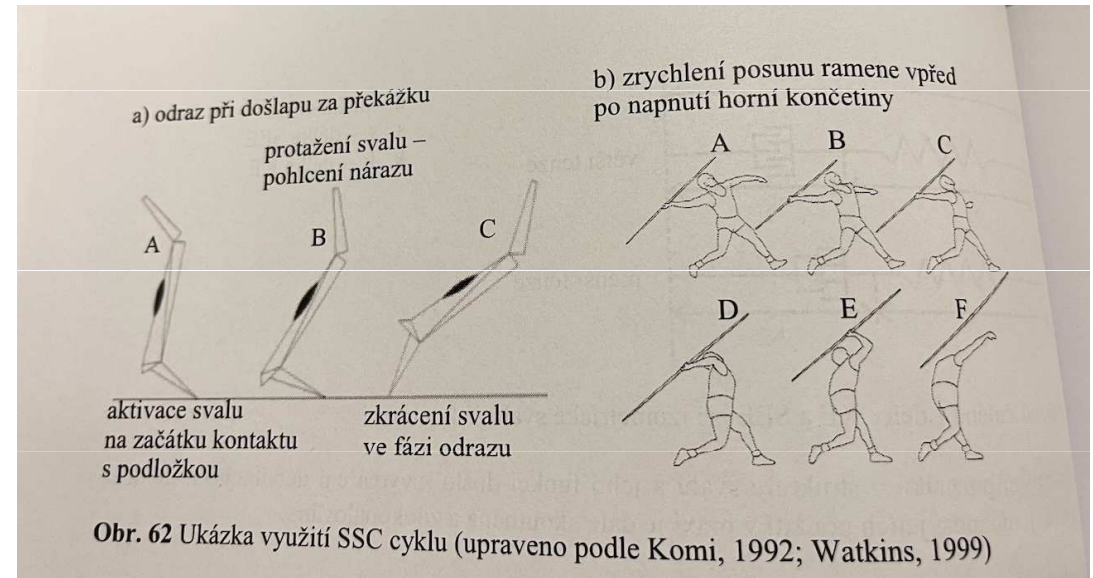 a) odraz při došlapu za překážku
protažení svalu –
pohlcení nárazu
A
B
C
aktivace svalu
na začátku kontaktu
s podložkou
zkrácení svalu
ve fázi odrazu
b) zrychlení posunu ramene vpřed
po napnutí horní končetiny
A B C
D E F
Obr. 62 Ukázka využití SSC cyklu (upraveno podle Komi, 1992; Watkins, 1999)